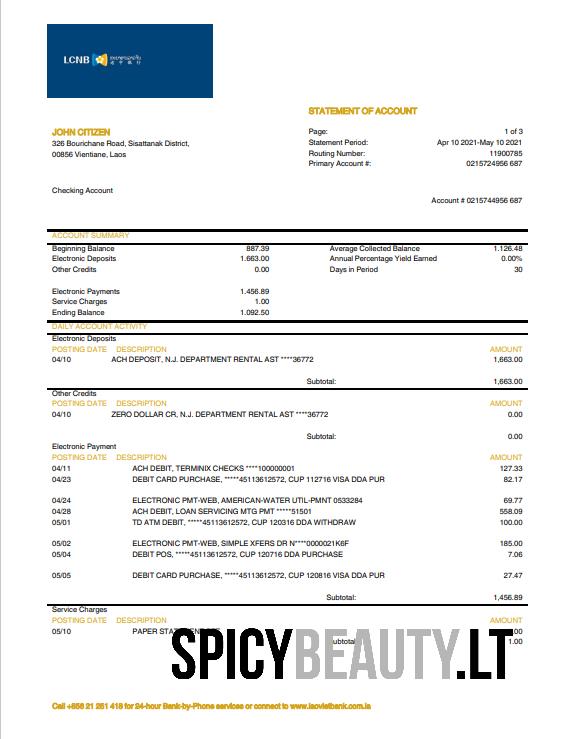 LCNB
STATEMENT OF ACCOUNT
JOHN CITIZEN
326 Bourichane Road, Sisattanak District,
00856 Vientiane, Laos
Page: 1 of 3
Statement Period: Apr 10 2021-May 10 2021
Routing Number: 11900785
Primary Account #: 0215724956 687
Checking Account
Account # 0215744956 687
ACCOUNT SUMMARY
Beginning Balance 887.39 Average Collected Balance 1.126.48
Electronic Deposits 1.663.00 Annual Percentage Yield Earned 0.00%
Other Credits 0.00 Days in Period 30
Electronic Payments 1.456.89
Service Charges 1.00
Ending Balance 1.092.50
DAILY ACCOUNT ACTIVITY
Electronic Deposits
POSTING DATE DESCRIPTION AMOUNT
04/10 ACH DEPOSIT, N.J. DEPARTMENT RENTAL AST ****36772 1,663.00
Subtotal: 1,663.00
Other Credits
POSTING DATE DESCRIPTION AMOUNT
04/10 ZERO DOLLAR CR, N.J. DEPARTMENT RENTAL AST ****36772 0.00
Subtotal: 0.00
Electronic Payment
POSTING DATE DESCRIPTION AMOUNT
04/11 ACH DEBIT, TERMINIX CHECKS ****100000001 127.33
04/23 DEBIT CARD PURCHASE, *****45113612572, CUP 112716 VISA DDA PUR 82.17
04/24 ELECTRONIC PMT-WEB, AMERICAN-WATER UTIL-PMNT 0533284 69.77
04/28 ACH DEBIT, LOAN SERVICING MTG PMT *****51501 558.09
05/01 TD ATM DEBIT, *****45113612572, CUP 120316 DDA WITHDRAW 100.00
05/02 ELECTRONIC PMT-WEB, SIMPLE XFERS DR N****0000021K6F 185.00
05/04 DEBIT POS, *****45113612572, CUP 120716 DDA PURCHASE 7.06
05/05 DEBIT CARD PURCHASE, *****45113612572, CUP 120816 VISA DDA PUR 27.47
Subtotal: 1,456.89
Service Charges
POSTING DATE DESCRIPTION AMOUNT
05/10 PAPER
1.00
SPICYBEAUTY.LT
Call +858 21 251 418 for 24-hour Bank-by-Phone services or connect to www.laovietbank.com.la